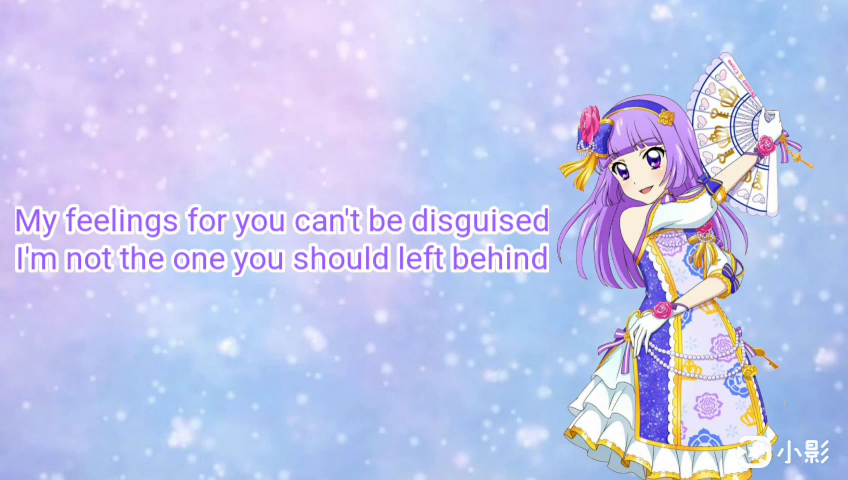 My feelings for you can't be disguised
I'm not the one you should left behind
小影